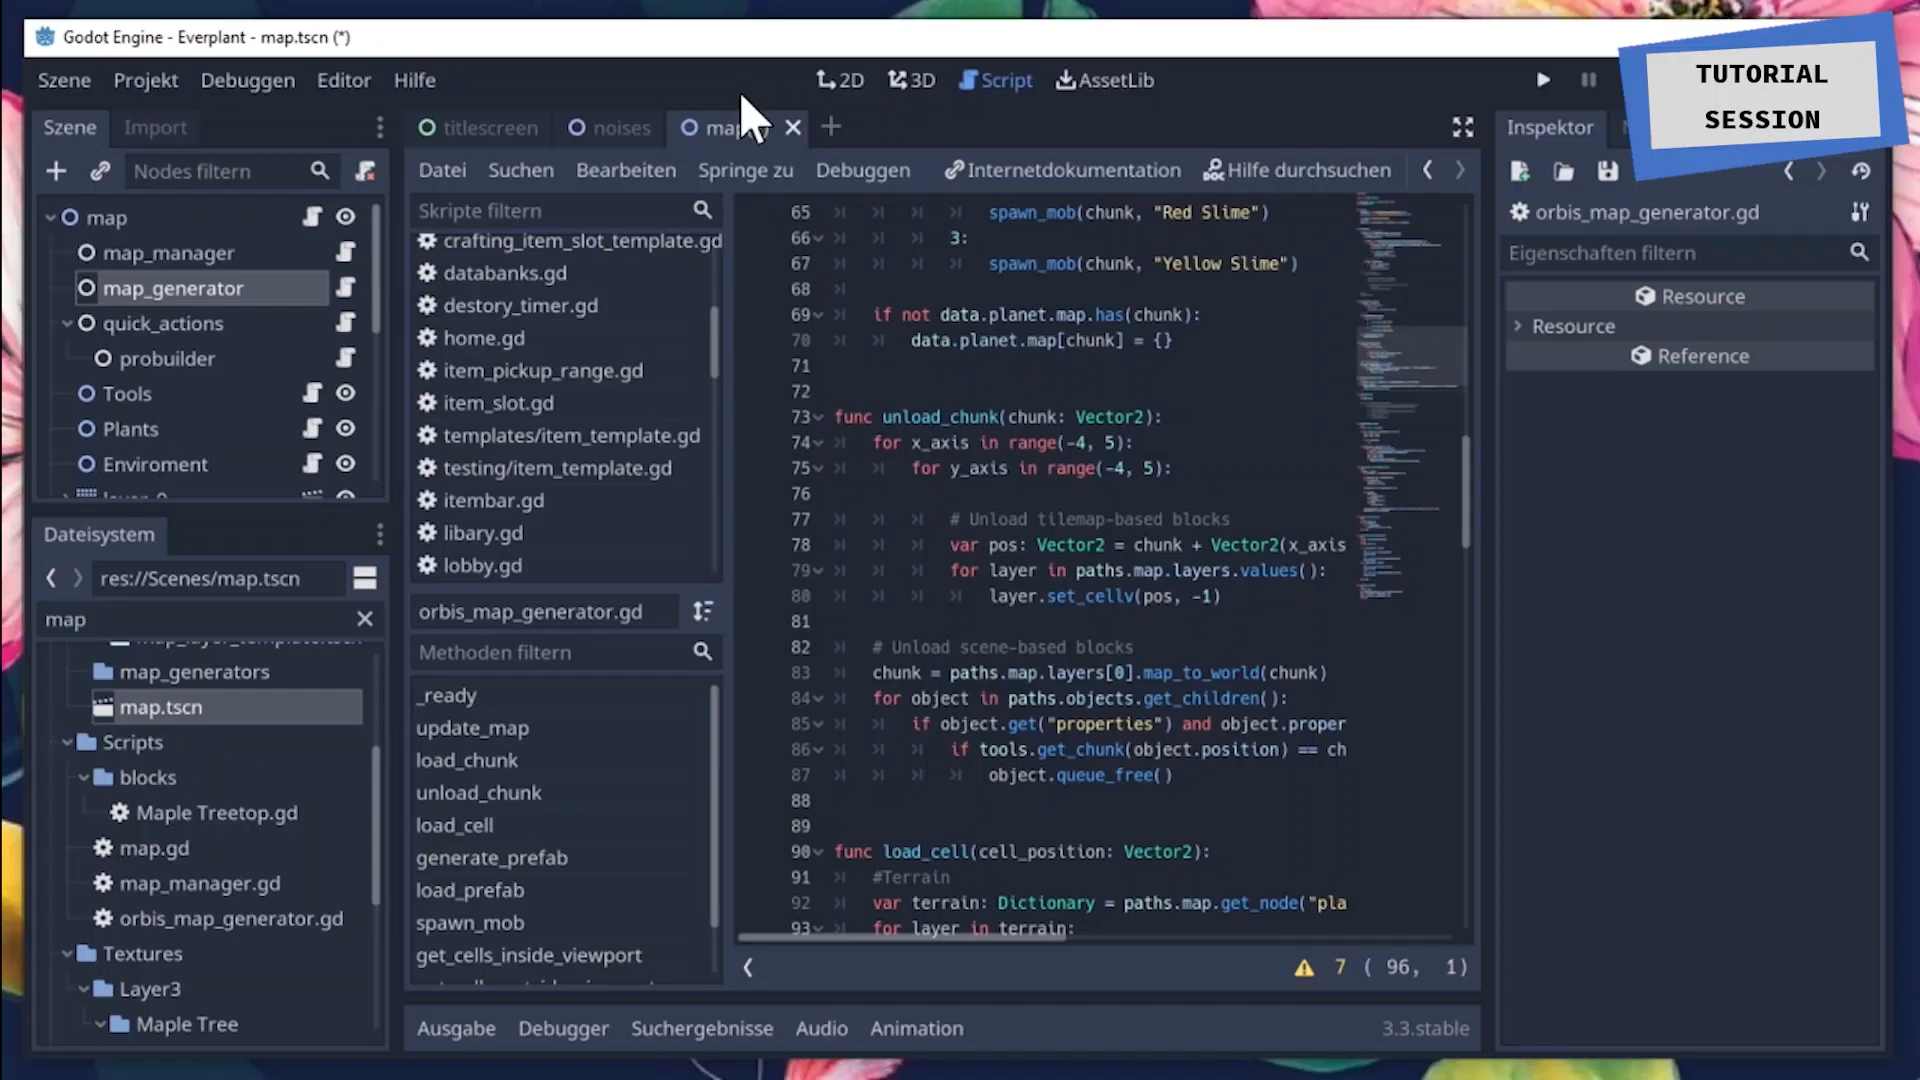 Godot Engine - Everplant - map.tscn (*)
TUTORIAL
SESSION
Szene Projekt Debuggen Editor Hilfe
2D 3D Script AssetLib
Szene Import
Nodes filtern
map
map_manager
map_generator
quick_actions
probuilder
Tools
Plants
Enviroment
Dateisystem
res://Scenes/map.tscn
map
map_generators
map.tscn
Scripts
blocks
Maple Treetop.gd
map.gd
map_manager.gd
orbis_map_generator.gd
Textures
Layer3
Maple Tree
titlescreen noises map
Datei Suchen Bearbeiten Springe zu Debuggen Internetdokumentation Hilfe durchsuchen
Skripte filtern
crafting_item_slot_template.gd
databanks.gd
destory_timer.gd
home.gd
item_pickup_range.gd
item_slot.gd
templates/item_template.gd
testing/item_template.gd
itembar.gd
libary.gd
lobby.gd
orbis_map_generator.gd
Methoden filtern
_ready
update_map
load_chunk
unload_chunk
load_cell
generate_prefab
load_prefab
spawn_mob
get_cells_inside_viewport
65 spawn_mob(chunk, "Red Slime")
66 3:
67 spawn_mob(chunk, "Yellow Slime")
68
69 if not data.planet.map.has(chunk):
70 data.planet.map[chunk] = {}
71
72
73 func unload_chunk(chunk: Vector2):
74 for x_axis in range(-4, 5):
75 for y_axis in range(-4, 5):
76
77 # Unload tilemap-based blocks
78 var pos: Vector2 = chunk + Vector2(x_axis
79 for layer in paths.map.layers.values():
80 layer.set_cellv(pos, -1)
81
82 # Unload scene-based blocks
83 chunk = paths.map.layers[0].map_to_world(chunk)
84 for object in paths.objects.get_children():
85 if object.get("properties") and object.proper
86 if tools.get_chunk(object.position) == ch
87 object.queue_free()
88
89
90 func load_cell(cell_position: Vector2):
91 #Terrain
92 var terrain: Dictionary = paths.map.get_node("pla
93 for layer in terrain:
7 ( 96, 1)
Ausgabe Debugger Suchergebnisse Audio Animation 3.3.stable
Inspektor
orbis_map_generator.gd
Eigenschaften filtern
Resource
Resource
Reference